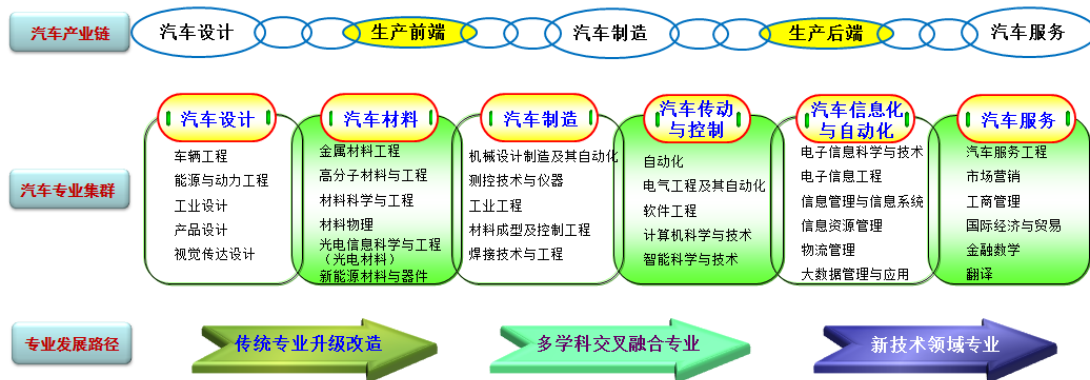 汽车产业链
汽车设计
生产前端
汽车制造
生产后端
汽车服务
汽车专业集群
汽车设计
车辆工程
能源与动力工程
工业设计
产品设计
视觉传达设计
汽车材料
金属材料工程
高分子材料与工程
材料科学与工程
材料物理
光电信息科学与工程
（光电材料）
新能源材料与器件
汽车制造
机械设计制造及其自动化
测控技术与仪器
工业工程
材料成型及控制工程
焊接技术与工程
汽车传动
与控制
自动化
电气工程及其自动化
软件工程
计算机科学与技术
智能科学与技术
汽车信息化
与自动化
电子信息科学与技术
电子信息工程
信息管理与信息系统
信息资源管理
物流管理
大数据管理与应用
汽车服务
汽车服务工程
市场营销
工商管理
国际经济与贸易
金融数学
翻译
专业发展路径
传统专业升级改造
多学科交叉融合专业
新技术领域专业